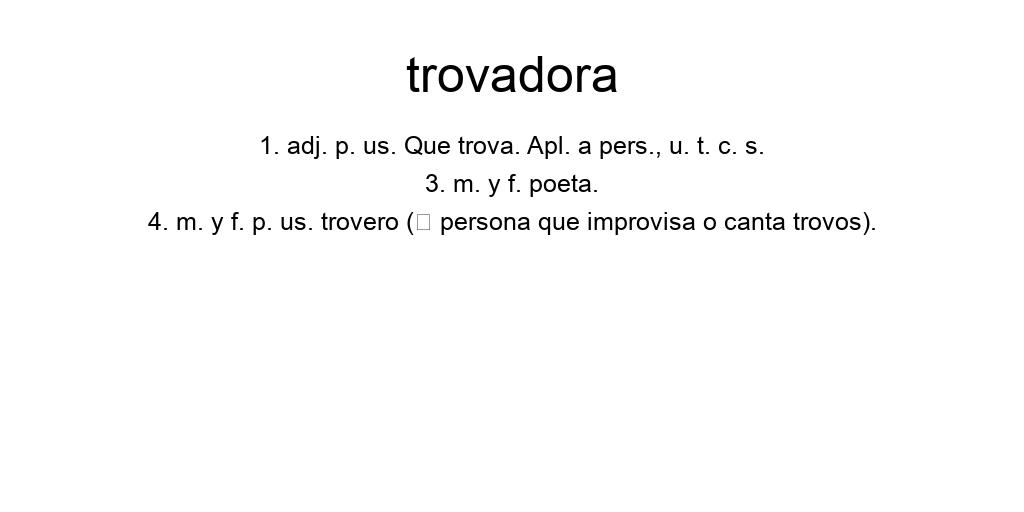 trovadora
1. adj. p. us. Que trova. Apl. a pers., u. t. c. s.
3. m. y f. poeta.
4. m. y f. p. us. trovero (□ persona que improvisa o canta trovos).